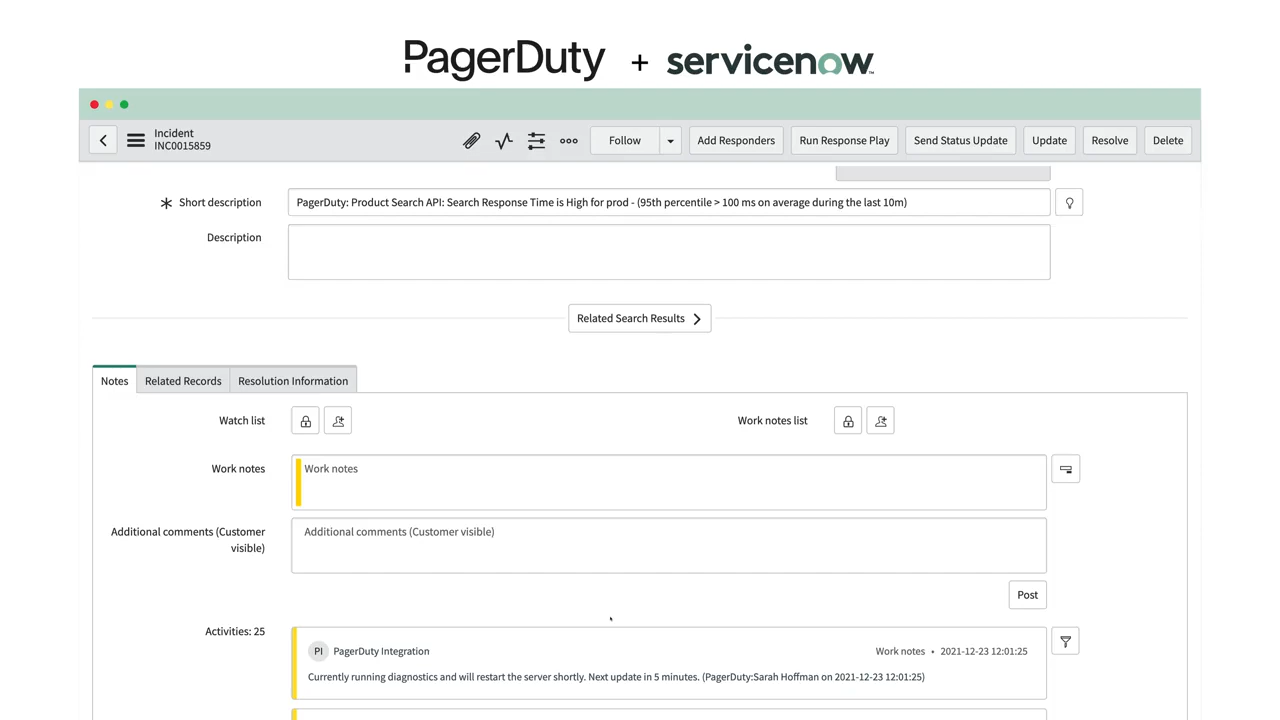 PagerDuty + servicenow™
Incident
INC0015859
Follow
Add Responders
Run Response Play
Send Status Update
Update
Resolve
Delete
Short description
PagerDuty: Product Search API: Search Response Time is High for prod - (95th percentile > 100 ms on average during the last 10m)
Description
Related Search Results
Notes
Related Records
Resolution Information
Watch list
Work notes list
Work notes
Work notes
Additional comments (Customer
visible)
Additional comments (Customer visible)
Post
Activities: 25
PI
PagerDuty Integration
Work notes • 2021-12-23 12:01:25
Currently running diagnostics and will restart the server shortly. Next update in 5 minutes. (PagerDuty:Sarah Hoffman on 2021-12-23 12:01:25)